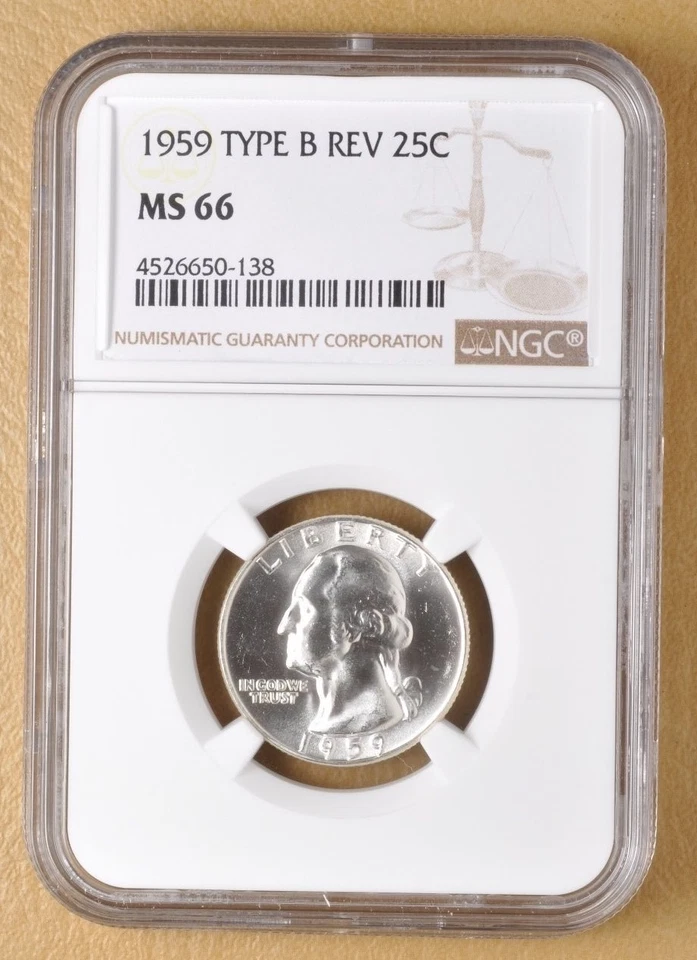 1959 TYPE B REV 25C
MS 66
4526650-138
NUMISMATIC GUARANTY CORPORATION
NGC®
LIBERTY
IN GOD WE
TRUST
1959